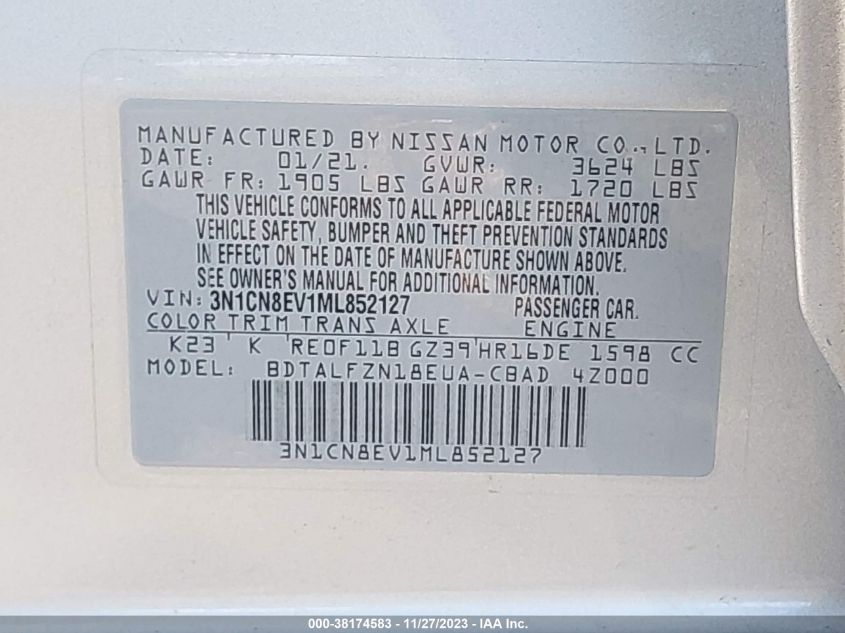 MANUFACTURED BY NISSAN MOTOR CO., LTD.
DATE: 01/21. GVWR: 3624 LBS
GAWR FR: 1905 LBS GAWR RR: 1720 LBS
THIS VEHICLE CONFORMS TO ALL APPLICABLE FEDERAL MOTOR
VEHICLE SAFETY, BUMPER AND THEFT PREVENTION STANDARDS
IN EFFECT ON THE DATE OF MANUFACTURE SHOWN ABOVE.
SEE OWNER'S MANUAL FOR ADDITIONAL INFORMATION.
VIN: 3N1CN8EV1ML852127 PASSENGER CAR.
COLOR TRIM TRANS AXLE ENGINE
K23 ' K RE0F11B GZ39'HR16DE 1598 CC
MODEL: BDTALFZN18EUA-CBAD 4Z000
3N1CN8EV1ML852127
000-38174583 - 11/27/2023 - IAA Inc.